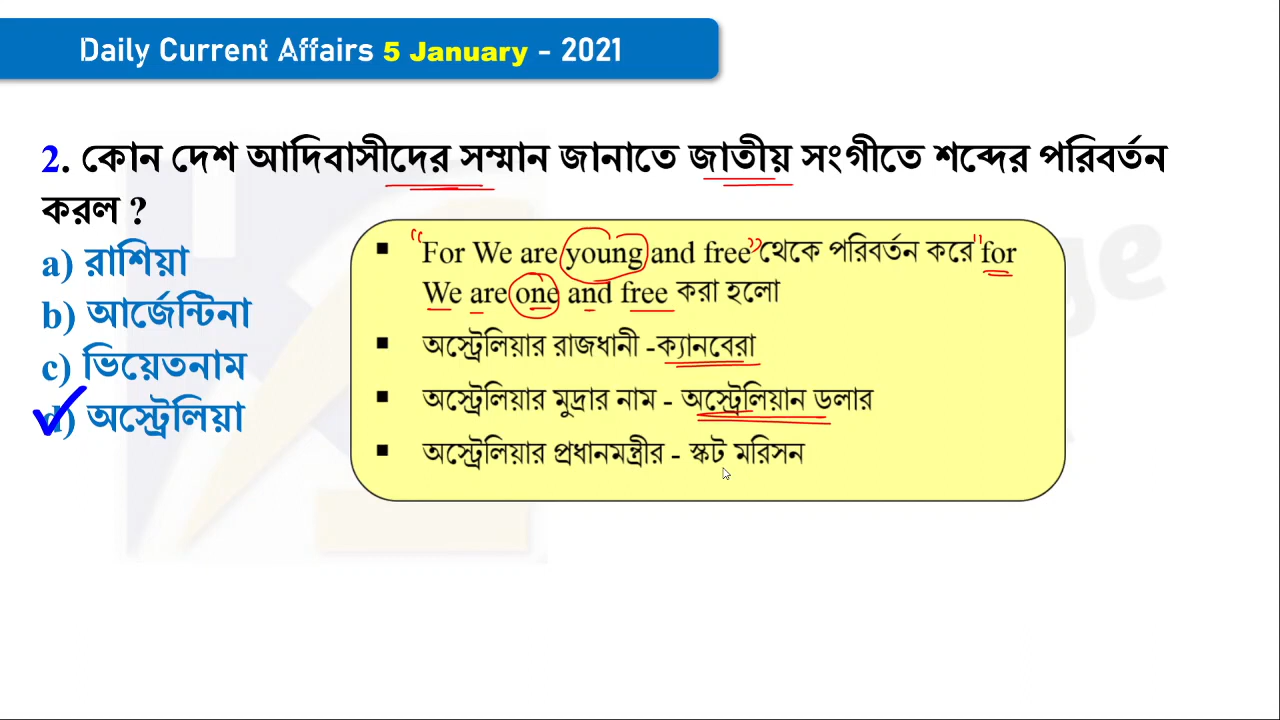 Daily Current Affairs 5 January - 2021
2. কোন দেশ আদিবাসীদের সম্মান জানাতে জাতীয় সংগীতে শব্দের পরিবর্তন
করল ?
a) রাশিয়া
b) আর্জেন্টিনা
c) ভিয়েতনাম
d) অস্ট্রেলিয়া
▪ “For We are young and free” থেকে পরিবর্তন করে "for
We are one and free করা হলো
▪ অস্ট্রেলিয়ার রাজধানী -ক্যানবেরা
▪ অস্ট্রেলিয়ার মুদ্রার নাম - অস্ট্রেলিয়ান ডলার
▪ অস্ট্রেলিয়ার প্রধানমন্ত্রীর - স্কট মরিসন